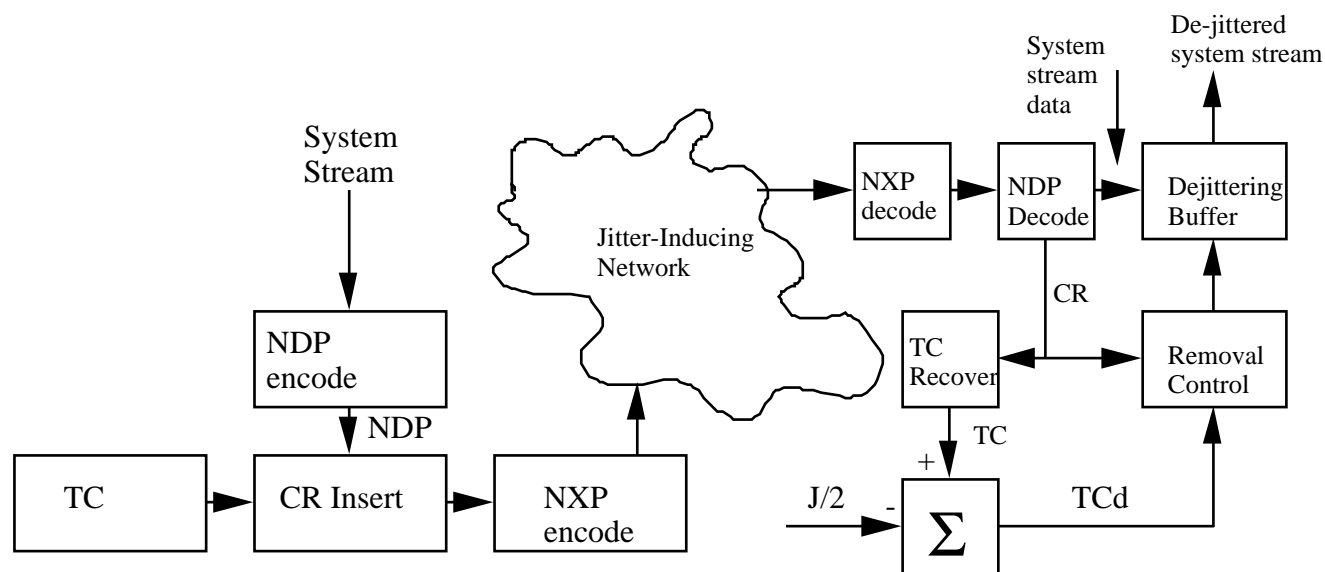 De-jittered
system stream
System
stream
data
System
Stream
NXP
decode
NDP
Decode
Dejittering
Buffer
Jitter-Inducing
Network
CR
NDP
encode
TC
Recover
Removal
Control
NDP
TC
+
TC
CR Insert
NXP
encode
J/2
-
Σ
TCd